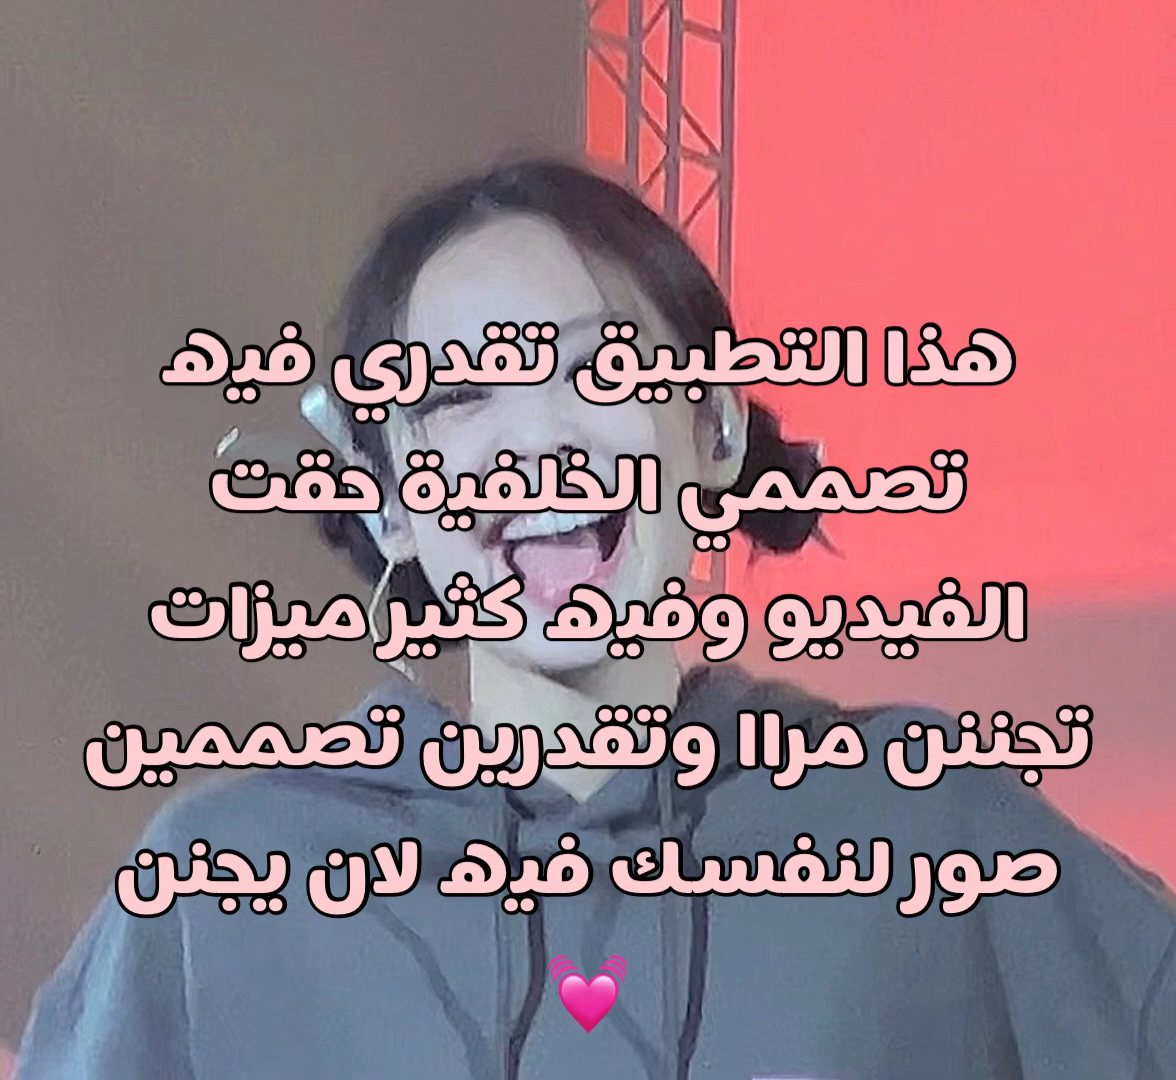 هذا التطبيق تقدري فيه
تصممي الخلفية حقت
الفيديو وفيه كثير ميزات
تجننن مراا وتقدرين تصممين
صور لنفسك فيه لان يجنن
💓